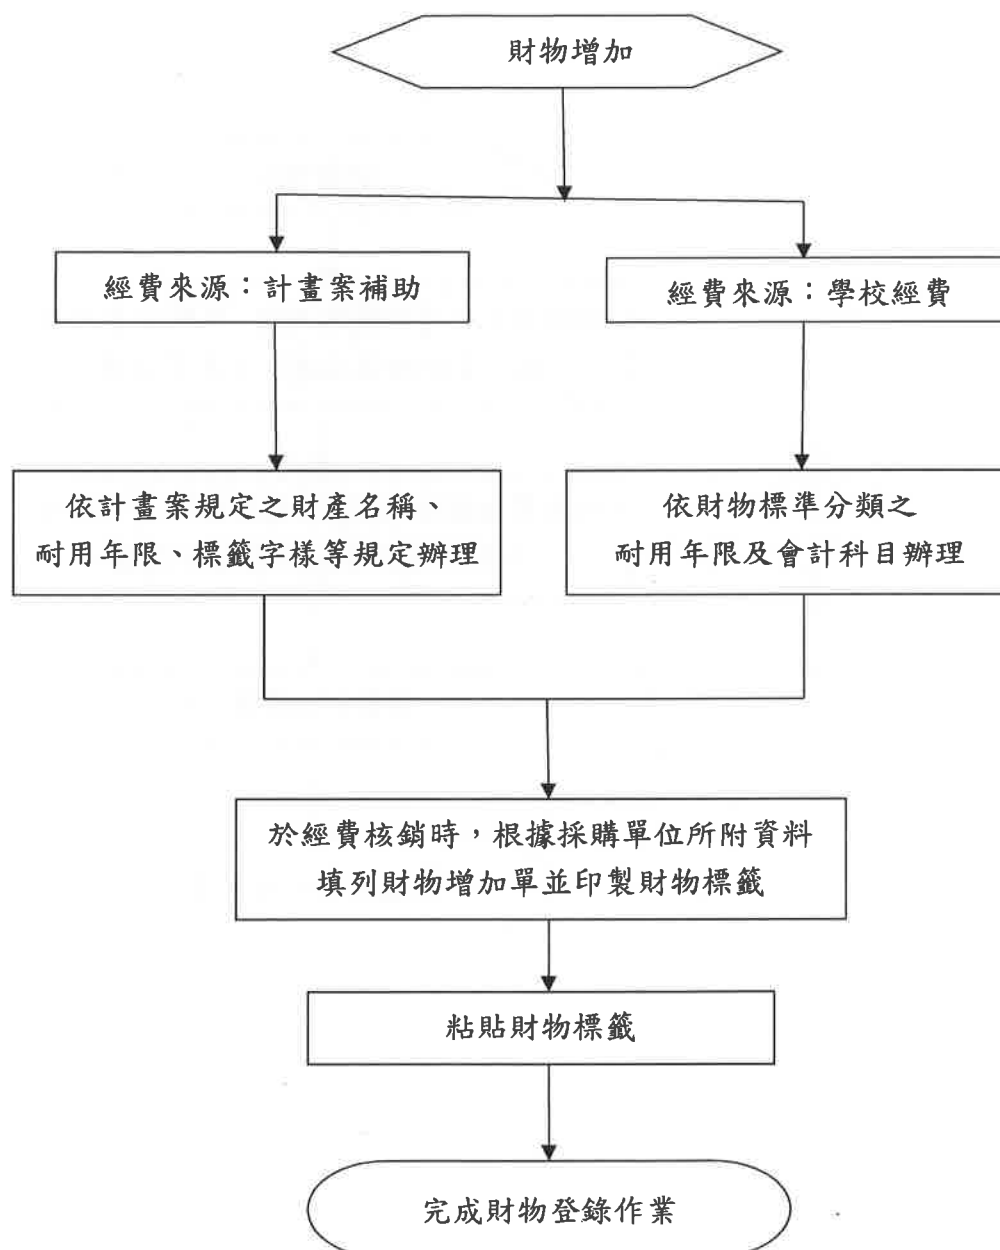 財物增加
經費來源：計畫案補助
經費來源：學校經費
依計畫案規定之財產名稱、
耐用年限、標籤字樣等規定辦理
依財物標準分類之
耐用年限及會計科目辦理
於經費核銷時，根據採購單位所附資料
填列財物增加單並印製財物標籤
粘貼財物標籤
完成財物登錄作業